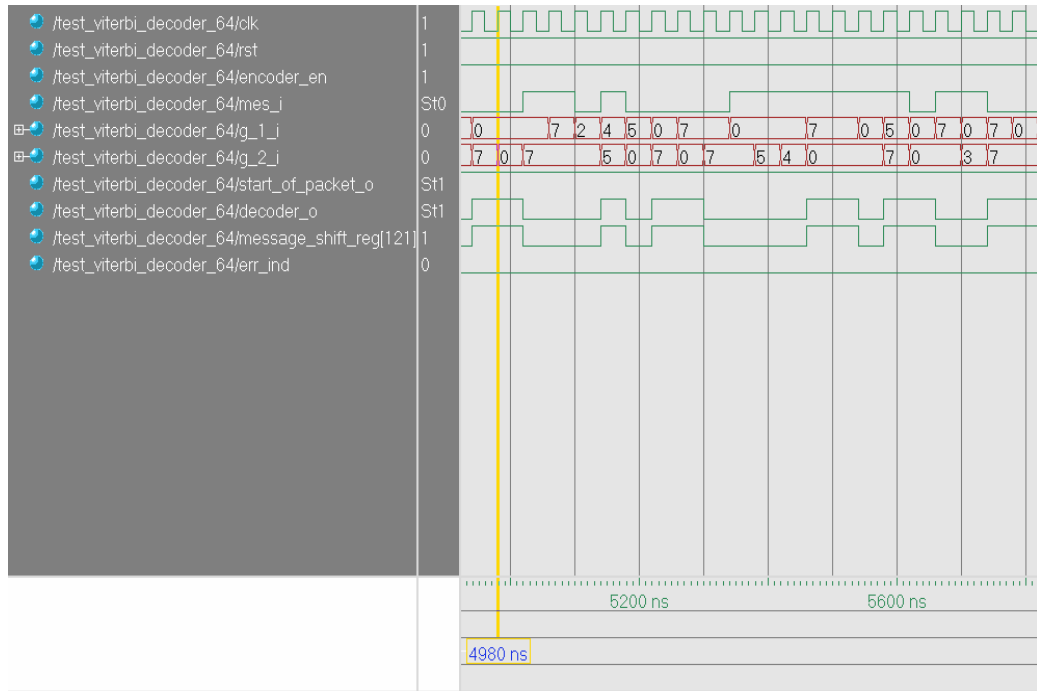 /test_viterbi_decoder_64/clk 1
/test_viterbi_decoder_64/rst 1
/test_viterbi_decoder_64/encoder_en 1
/test_viterbi_decoder_64/mes_i St0
/test_viterbi_decoder_64/g_1_i 0 0 7 2 4 5 0 7 0 7 0 5 0 7 0 7 0
/test_viterbi_decoder_64/g_2_i 0 7 0 7 5 0 7 0 7 5 4 0 7 0 3 7
/test_viterbi_decoder_64/start_of_packet_o St1
/test_viterbi_decoder_64/decoder_o St1
/test_viterbi_decoder_64/message_shift_reg[121] 1
/test_viterbi_decoder_64/err_ind 0
5200 ns 5600 ns
4980 ns